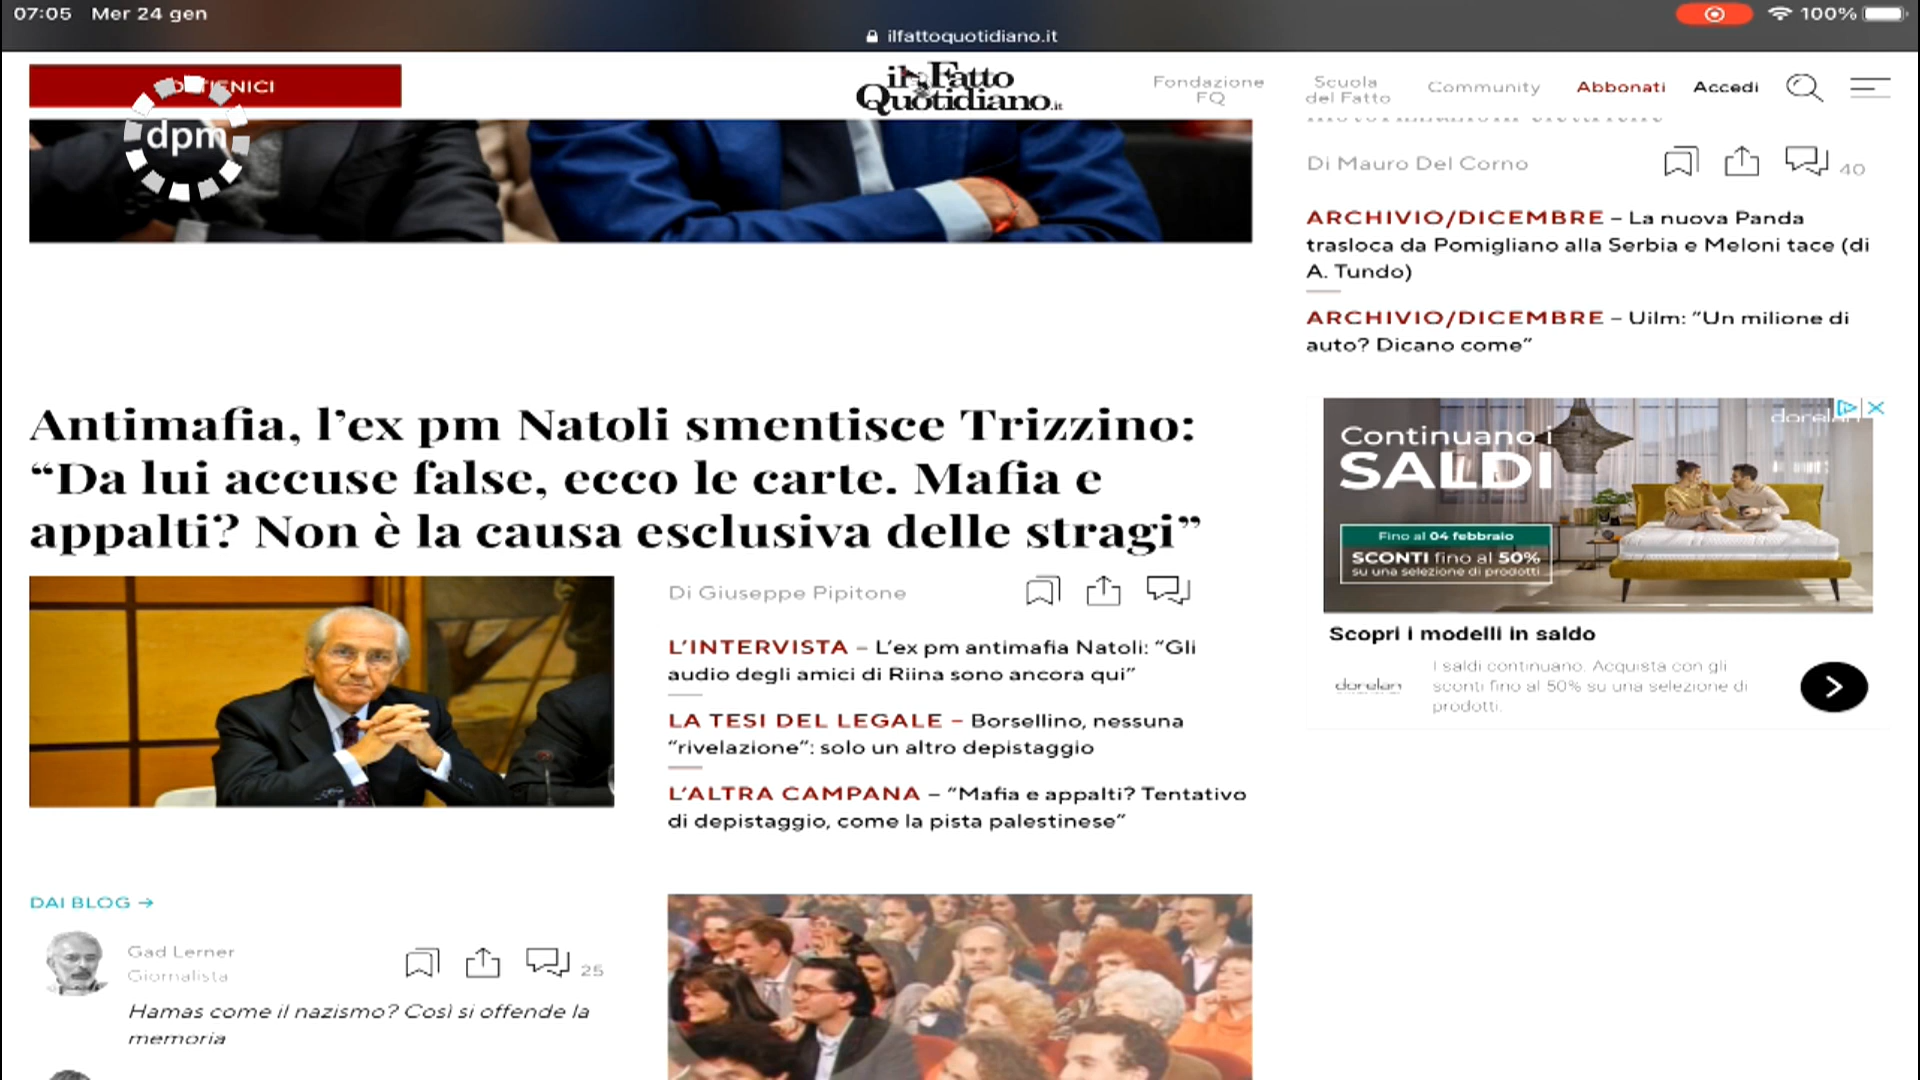 07:05 Mer 24 gen
100%
ilfattoquotidiano.it
dpm
il Fatto
Quotidiano.it
Fondazione
FQ
Scuola
del Fatto
Community
Abbonati
Accedi
Di Mauro Del Corno
40
ARCHIVIO/DICEMBRE – La nuova Panda
trasloca da Pomigliano alla Serbia e Meloni tace (di
A. Tundo)
ARCHIVIO/DICEMBRE – Uilm: “Un milione di
auto? Dicano come”
Antimafia, l’ex pm Natoli smentisce Trizzino:
“Da lui accuse false, ecco le carte. Mafia e
appalti? Non è la causa esclusiva delle stragi”
Di Giuseppe Pipitone
L’INTERVISTA – L’ex pm antimafia Natoli: “Gli
audio degli amici di Riina sono ancora qui”
LA TESI DEL LEGALE – Borsellino, nessuna
“rivelazione”: solo un altro depistaggio
L’ALTRA CAMPANA – “Mafia e appalti? Tentativo
di depistaggio, come la pista palestinese”
Continuano i
SALDI
Fino al 04 febbraio
SCONTI fino al 50%
su una selezione di prodotti
Scopri i modelli in saldo
dorelan
I saldi continuano. Acquista con gli
sconti fino al 50% su una selezione di
prodotti.
DAI BLOG →
Gad Lerner
Giornalista
25
Hamas come il nazismo? Così si offende la
memoria